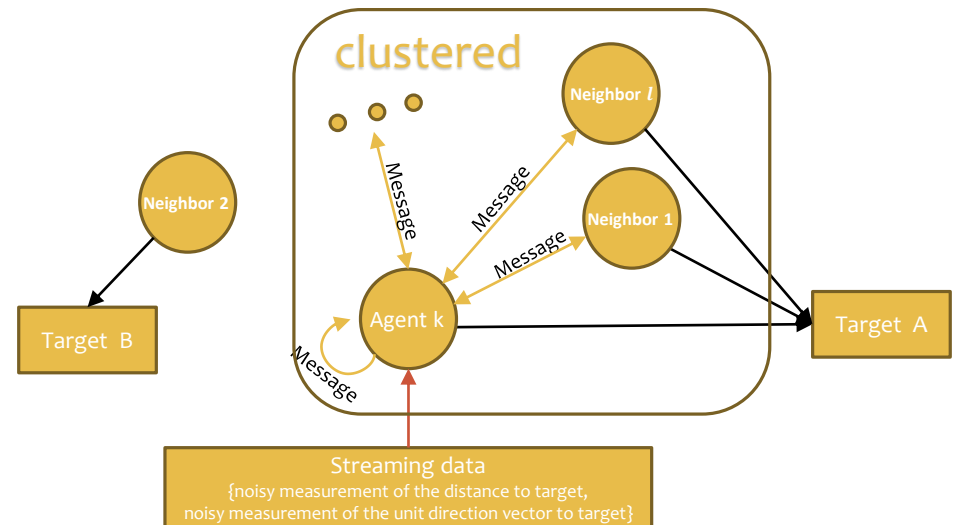 clustered
Neighbor l
Message
Message
Neighbor 2
Neighbor 1
Message
Agent k
Target B
Target A
Message
Streaming data
{noisy measurement of the distance to target,
noisy measurement of the unit direction vector to target}